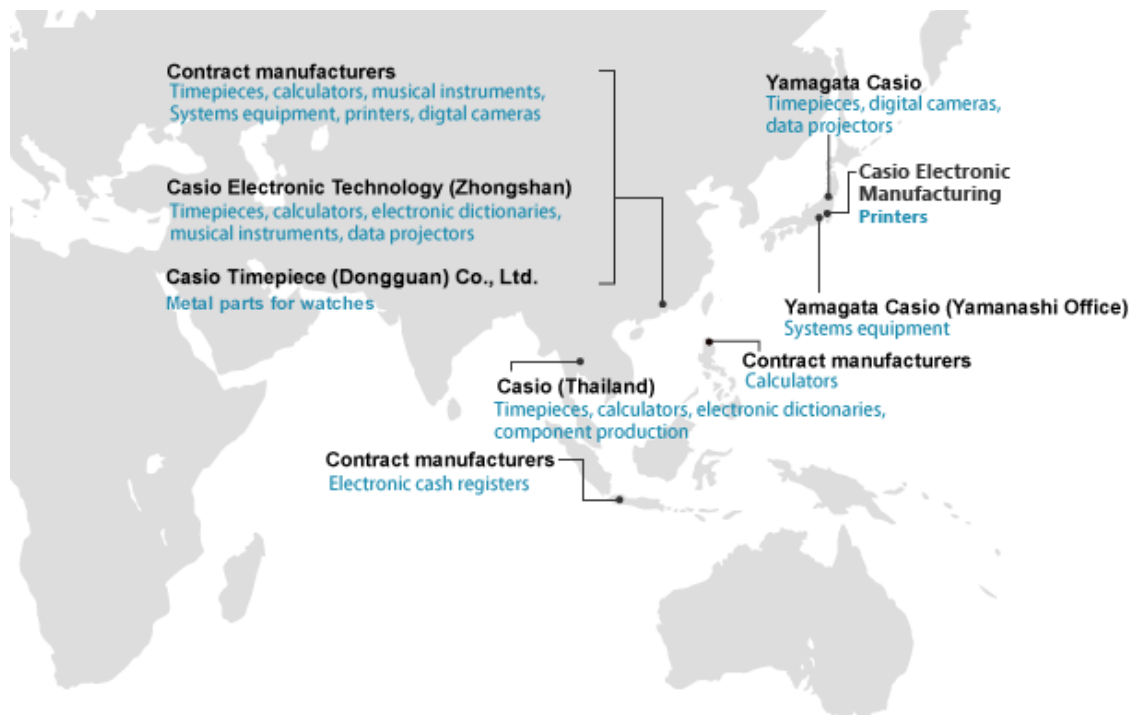 Contract manufacturers
Timepieces, calculators, musical instruments,
Systems equipment, printers, digtal cameras
Casio Electronic Technology (Zhongshan)
Timepieces, calculators, electronic dictionaries,
musical instruments, data projectors
Casio Timepiece (Dongguan) Co., Ltd.
Metal parts for watches
Yamagata Casio
Timepieces, digital cameras,
data projectors
Casio Electronic
Manufacturing
Printers
Yamagata Casio (Yamanashi Office)
Systems equipment
Contract manufacturers
Calculators
Casio (Thailand)
Timepieces, calculators, electronic dictionaries,
component production
Contract manufacturers
Electronic cash registers